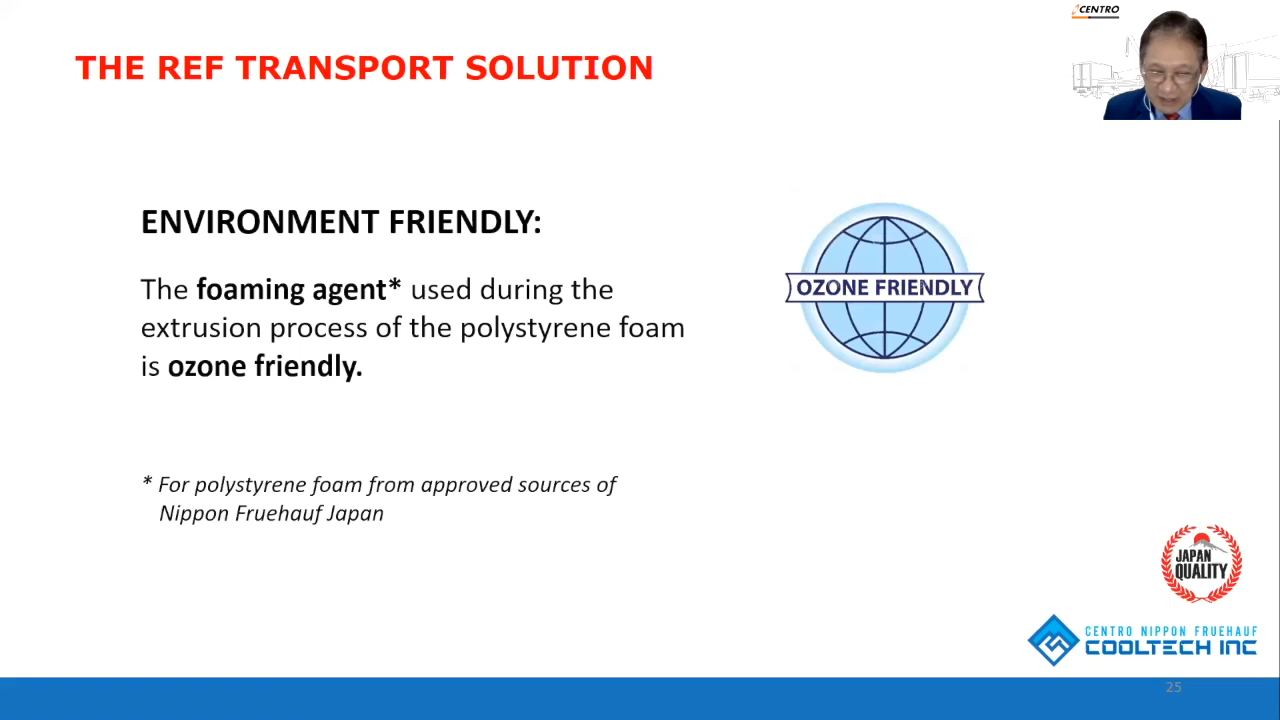 CENTRO
THE REF TRANSPORT SOLUTION
ENVIRONMENT FRIENDLY:
The foaming agent* used during the
extrusion process of the polystyrene foam
is ozone friendly.
OZONE FRIENDLY
* For polystyrene foam from approved sources of
Nippon Fruehauf Japan
JAPAN
QUALITY
CENTRO NIPPON FRUEHAUF
COOLTECH INC
25